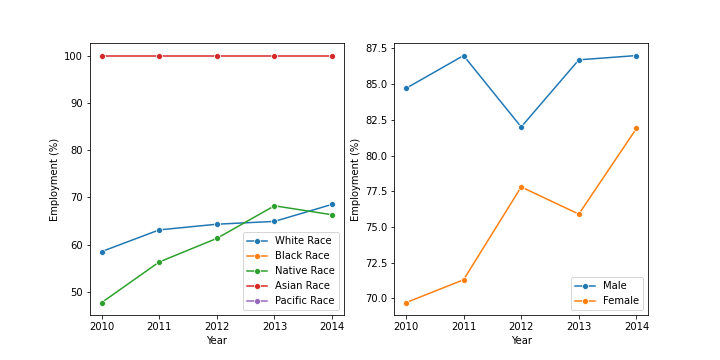 100
90
80
70
60
50
Employment (%)
2010 2011 2012 2013 2014
Year
White Race
Black Race
Native Race
Asian Race
Pacific Race
87.5
85.0
82.5
80.0
77.5
75.0
72.5
70.0
Employment (%)
2010 2011 2012 2013 2014
Year
Male
Female